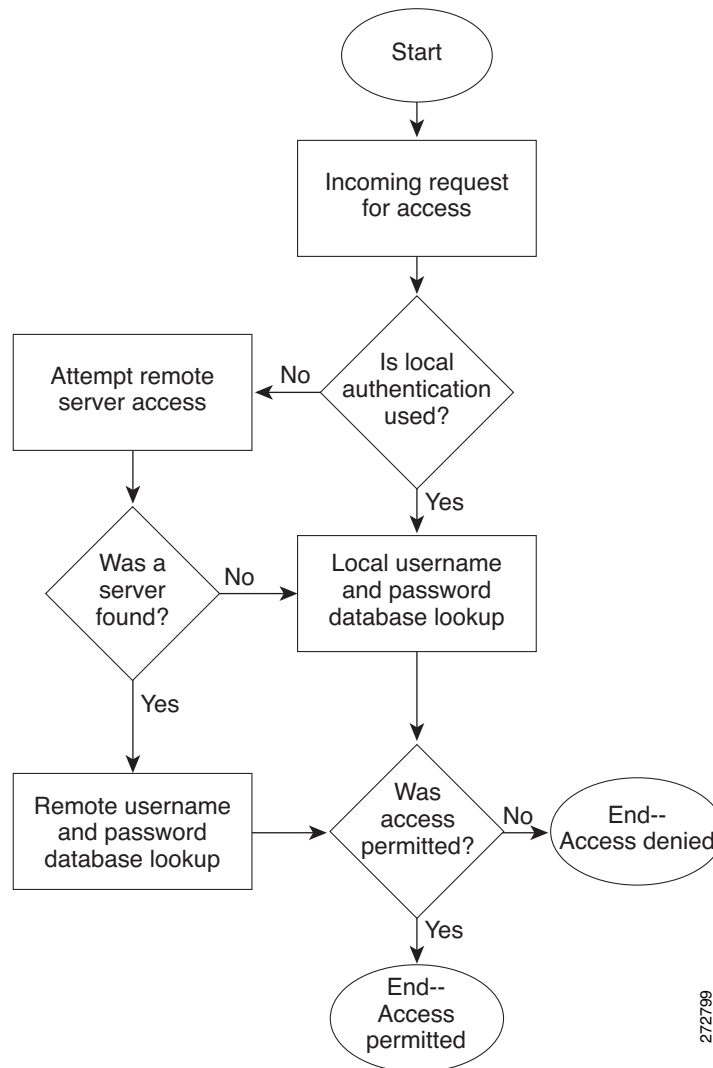 Start
Incoming request
for access
Is local
authentication
used?
No
Attempt remote
server access
Yes
Was a
server
found?
No
Local username
and password
database lookup
Yes
Remote username
and password
database lookup
Was
access
permitted?
No
End--
Access denied
Yes
End--
Access
permitted
272799